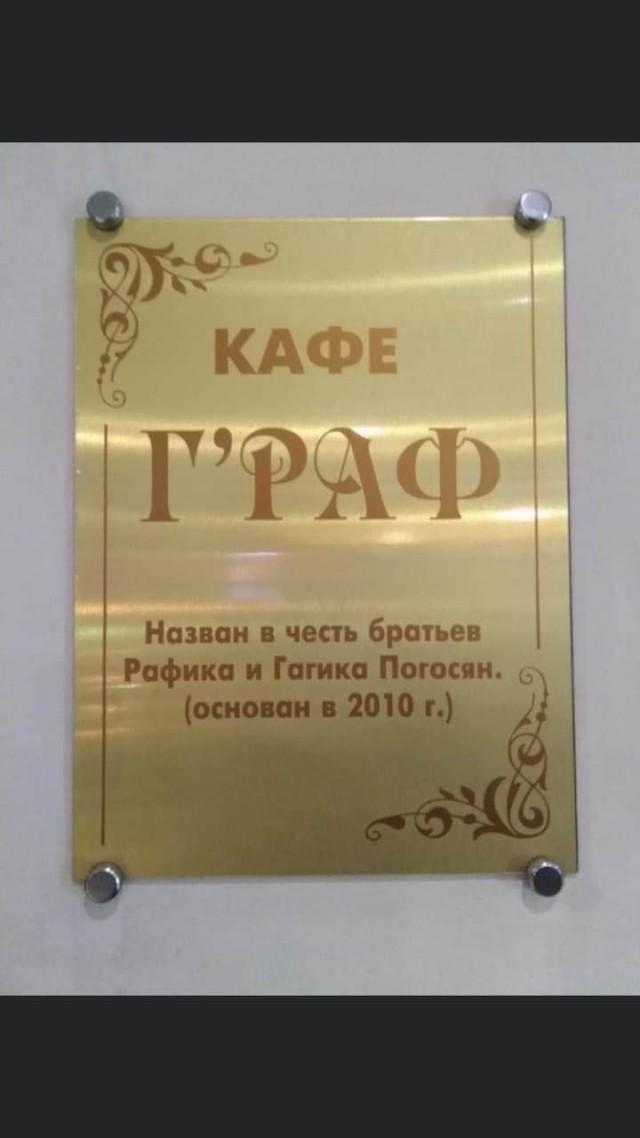 КАФЕ
Г'РАФ
Назван в честь братьев
Рафика и Гагика Погосян.
(основан в 2010 г.)